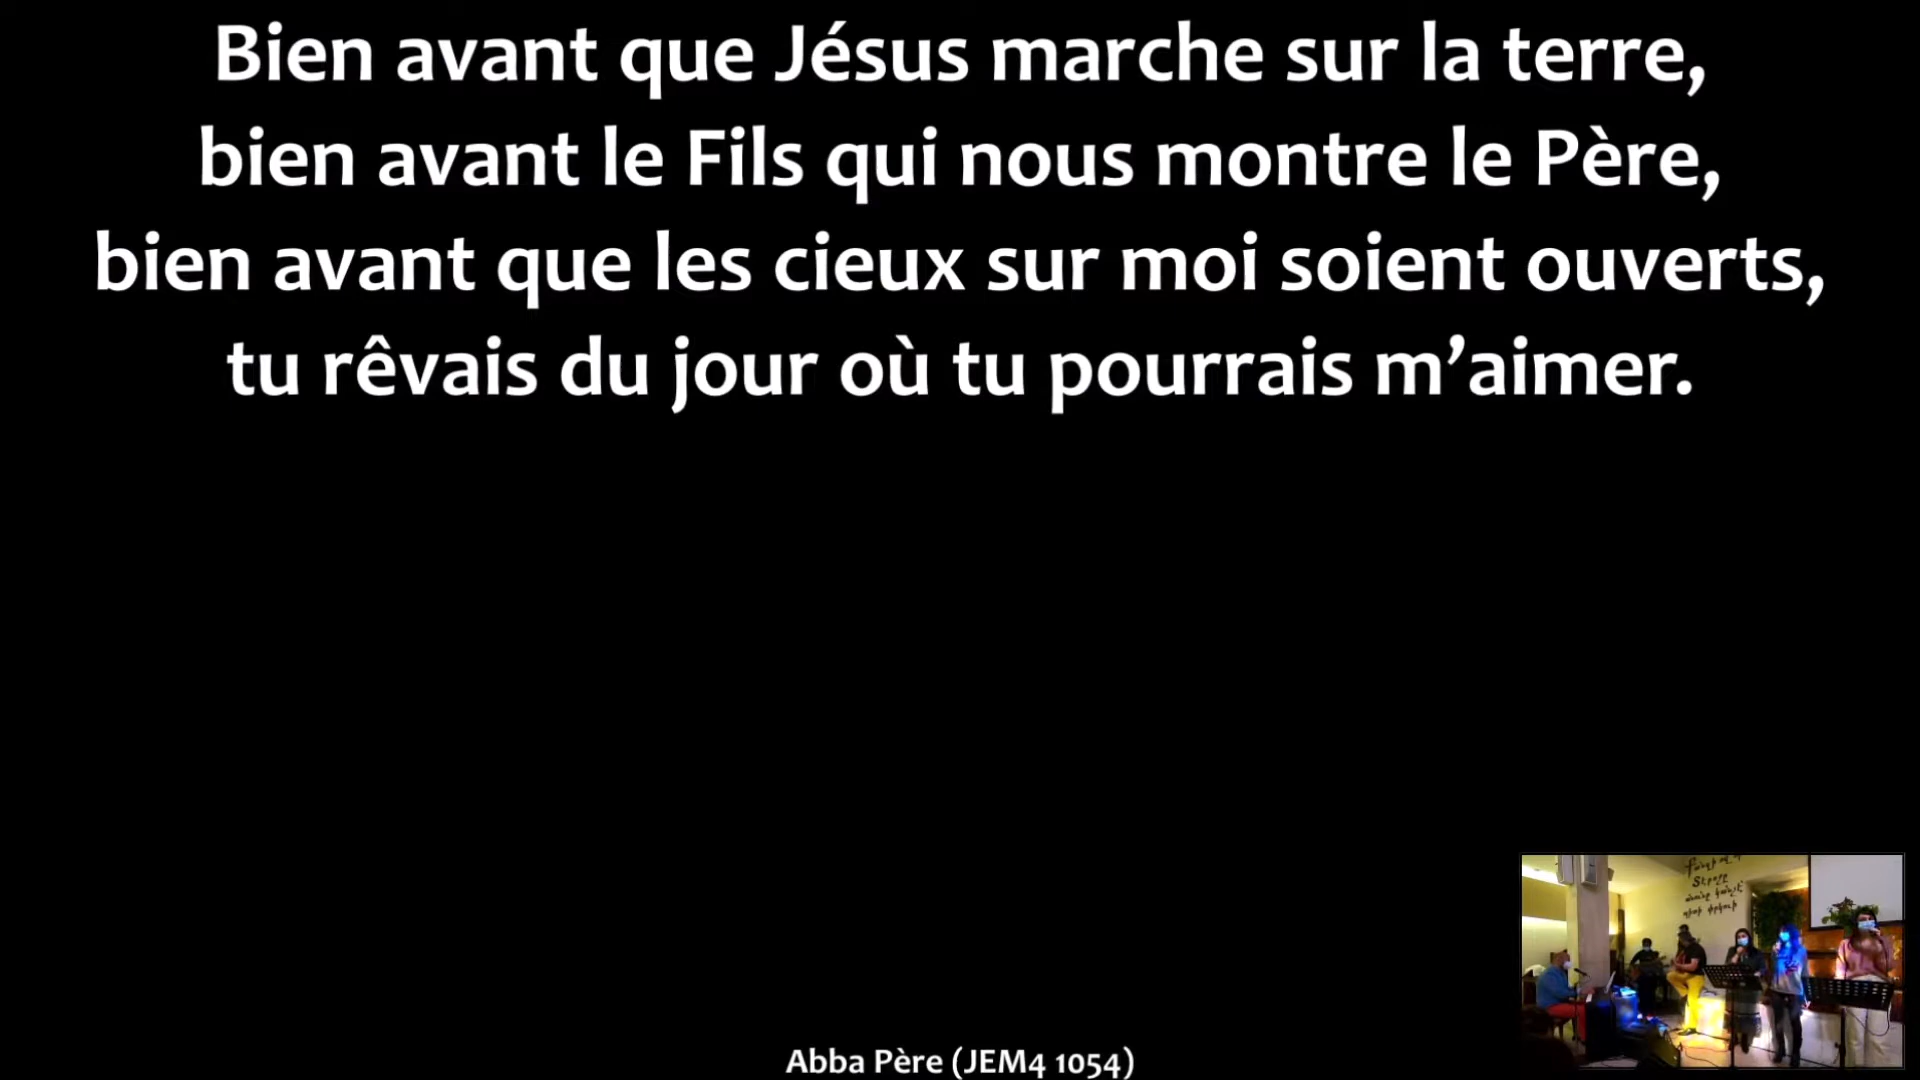 Bien avant que Jésus marche sur la terre,
bien avant le Fils qui nous montre le Père,
bien avant que les cieux sur moi soient ouverts,
tu rêvais du jour où tu pourrais m’aimer.
Abba Père (JEM4 1054)